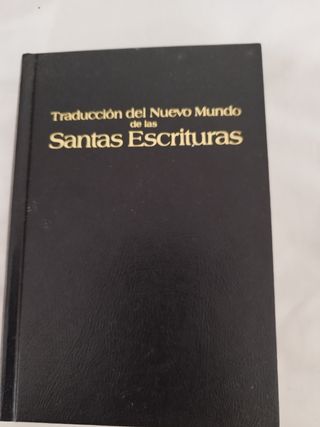 Traducción del Nuevo Mundo
de las
Santas Escrituras